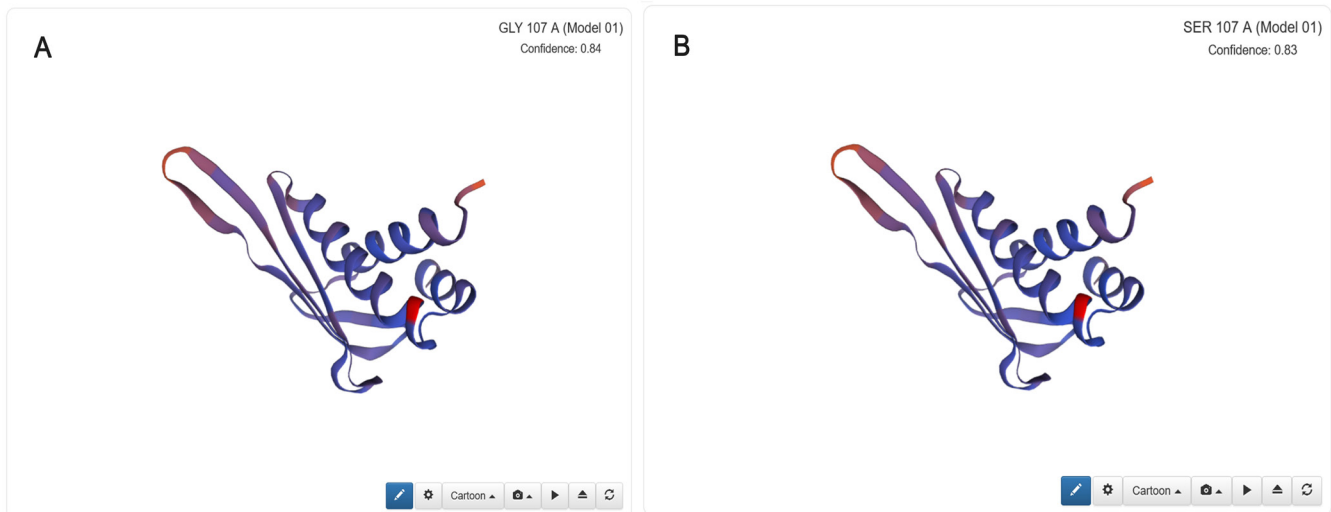 A
GLY 107 A (Model 01)
Confidence: 0.84
Cartoon
B
SER 107 A (Model 01)
Confidence: 0.83
Cartoon